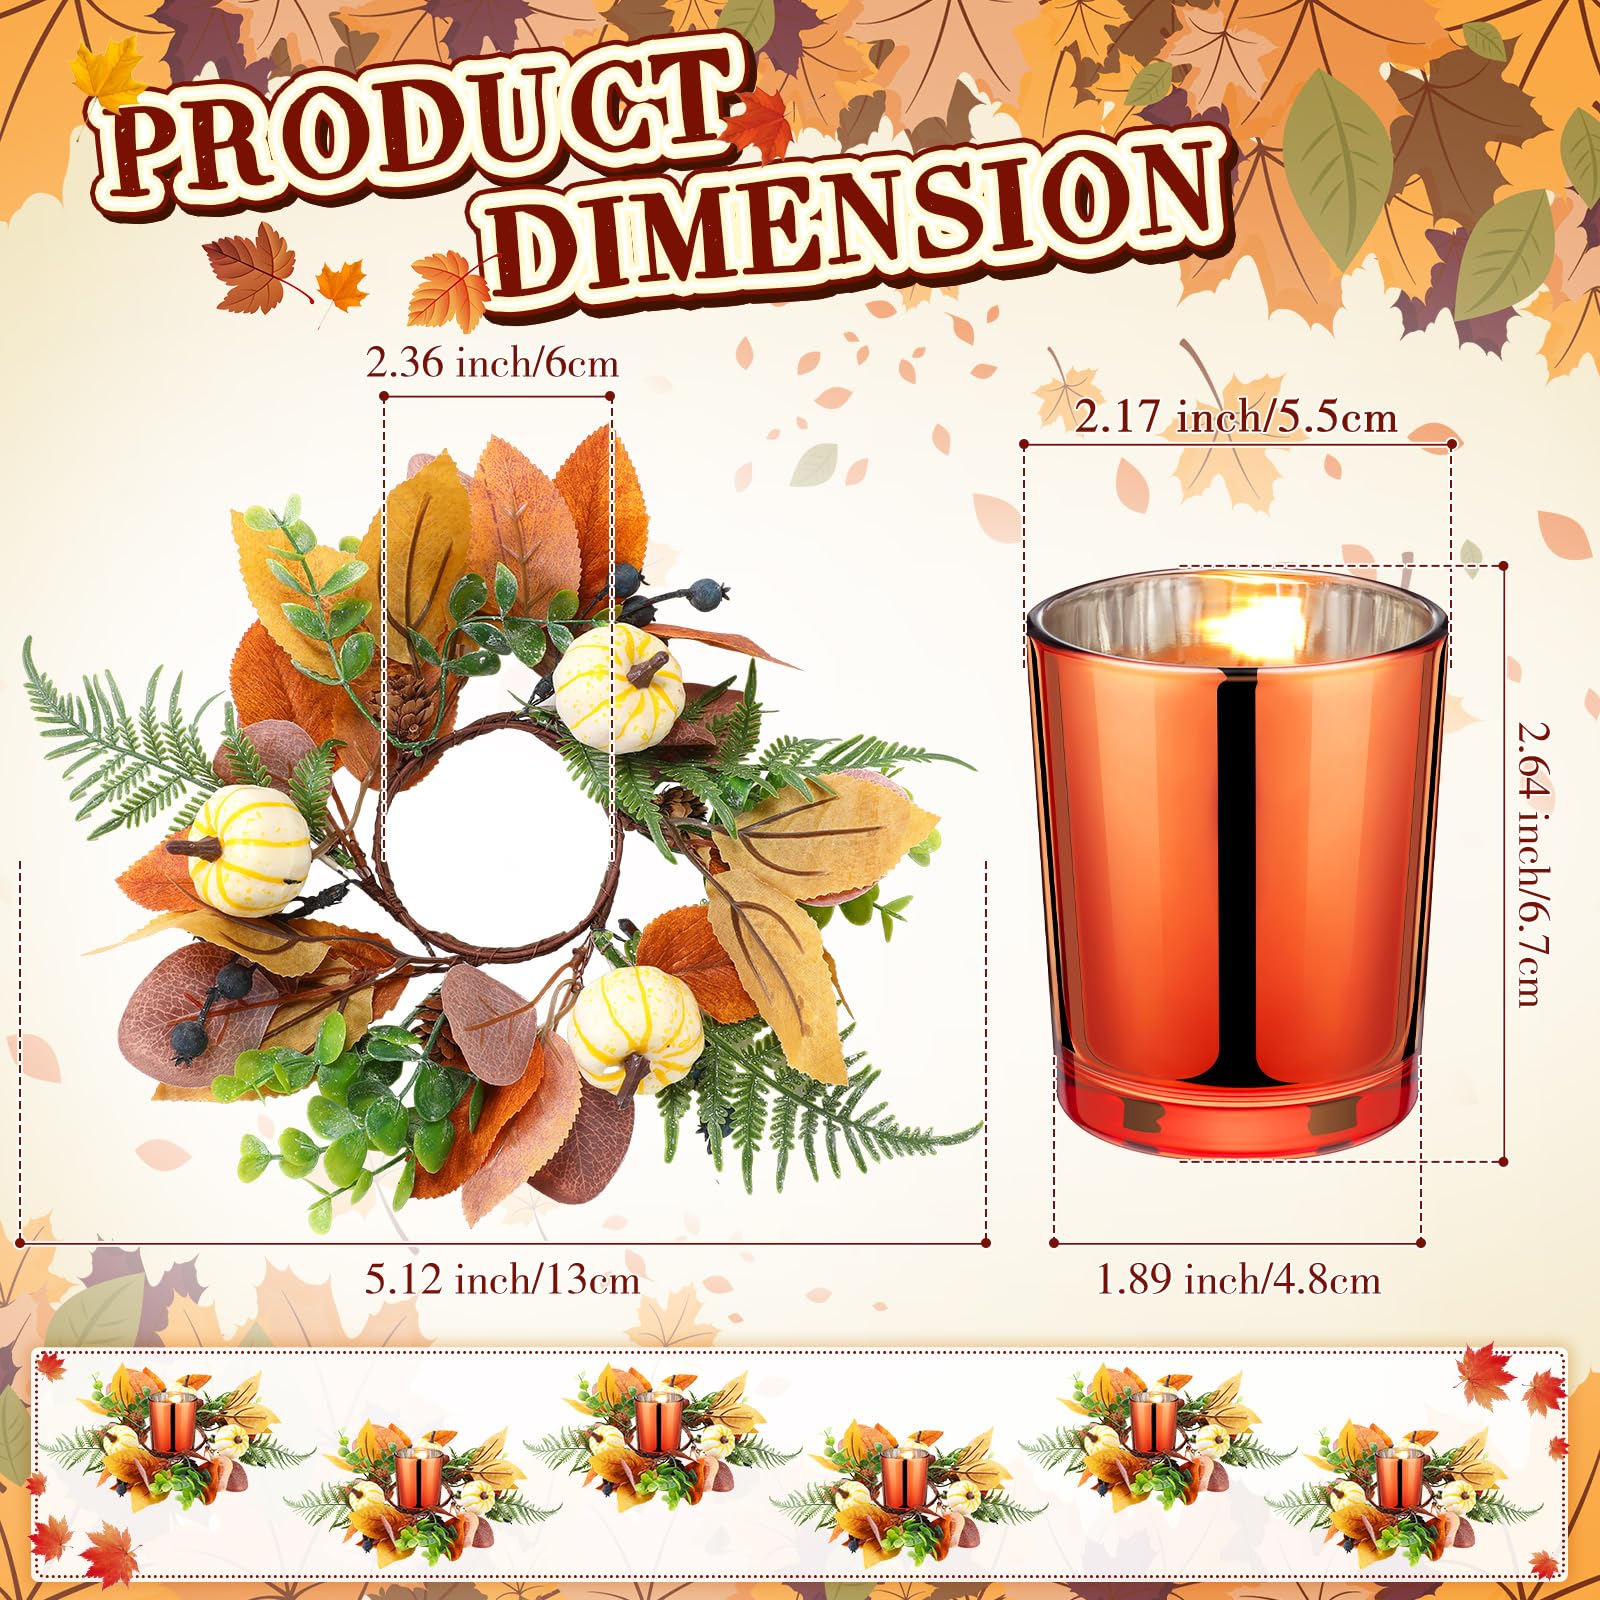 PRODUCT
DIMENSION
2.36 inch/6cm
2.17 inch/5.5cm
2.64 inch/6.7cm
5.12 inch/13cm
1.89 inch/4.8cm